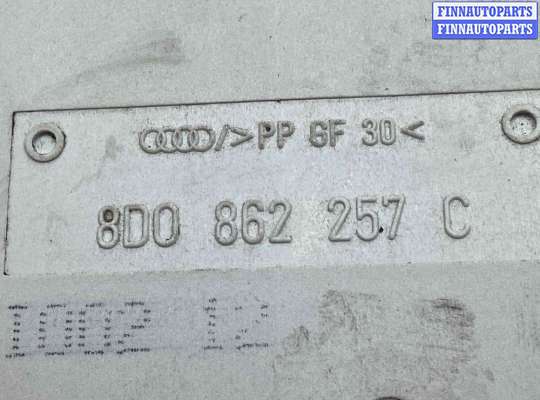 FINNAUTOPARTS
FINNAUTOPARTS
/>PP GF 30<
8D0 862 257 C